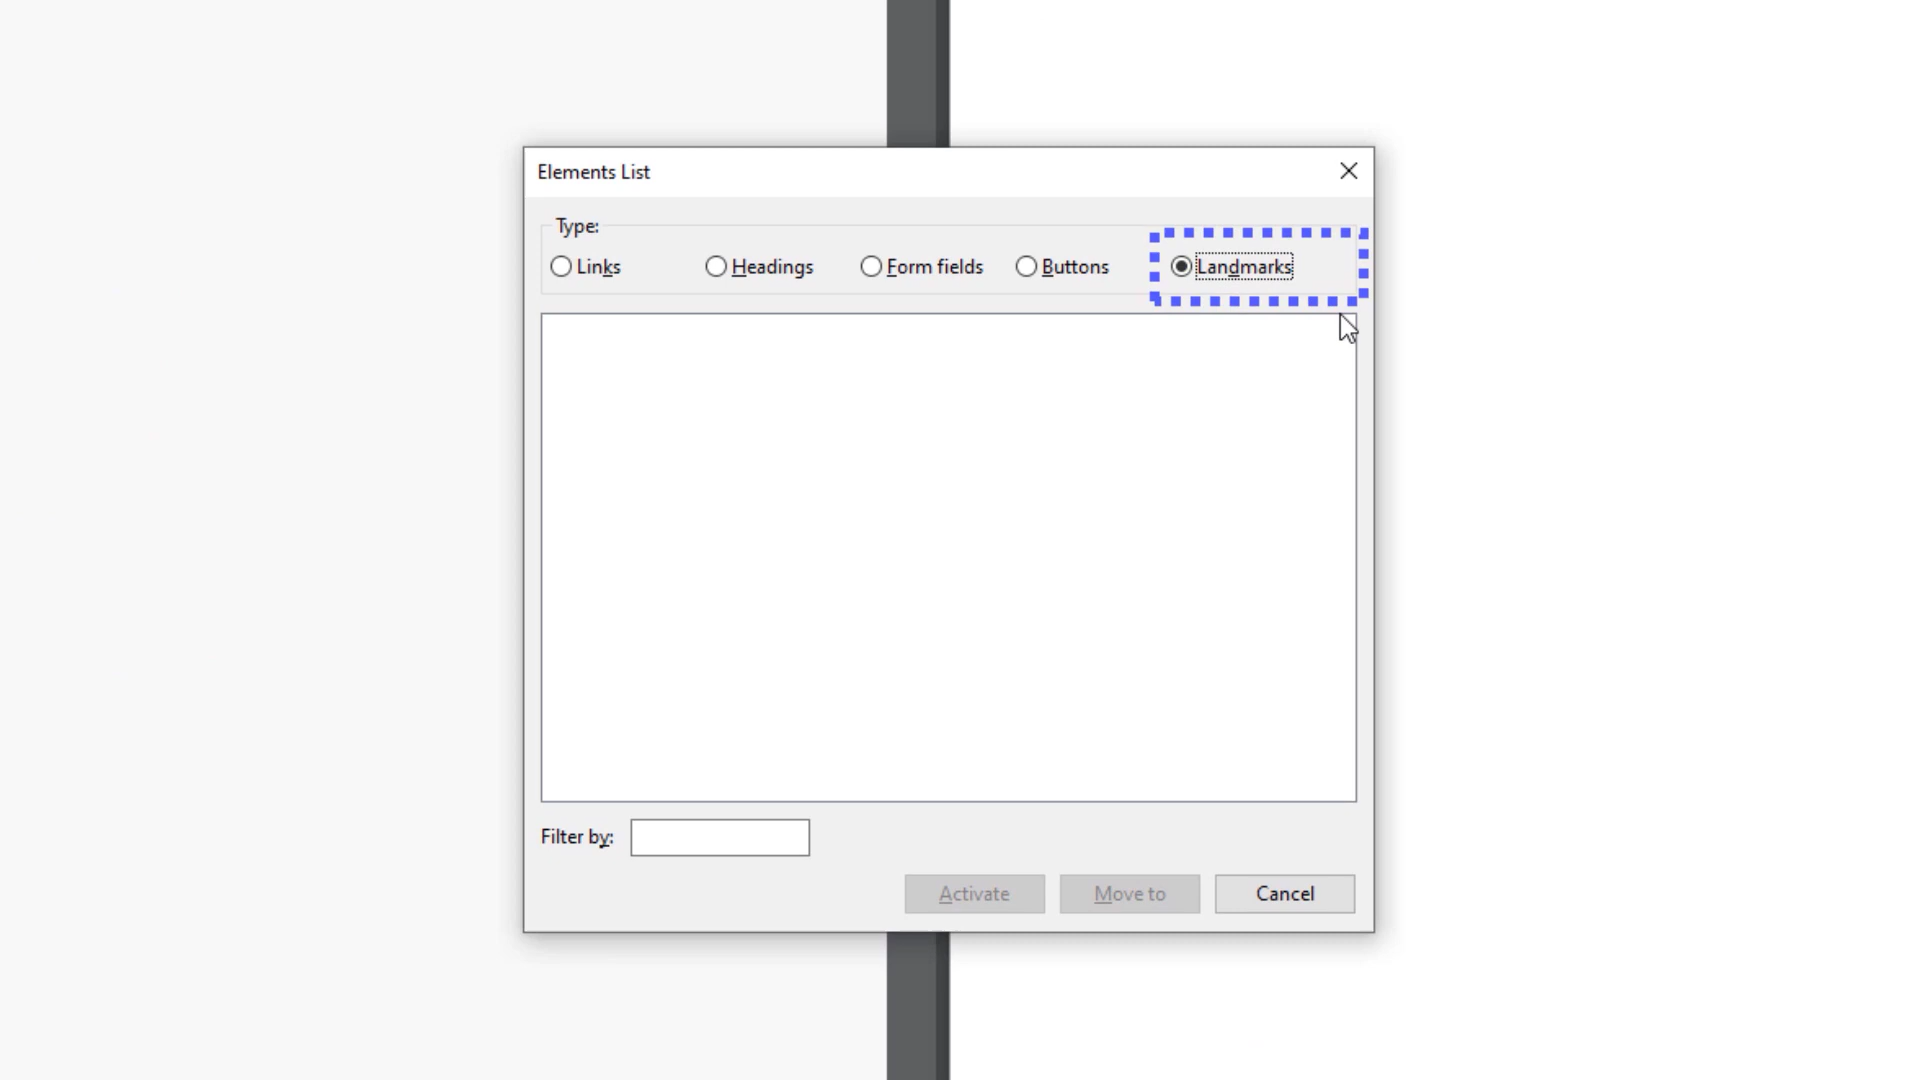 Elements List
Type:
Links
Headings
Form fields
Buttons
Landmarks
Filter by:
Activate
Move to
Cancel